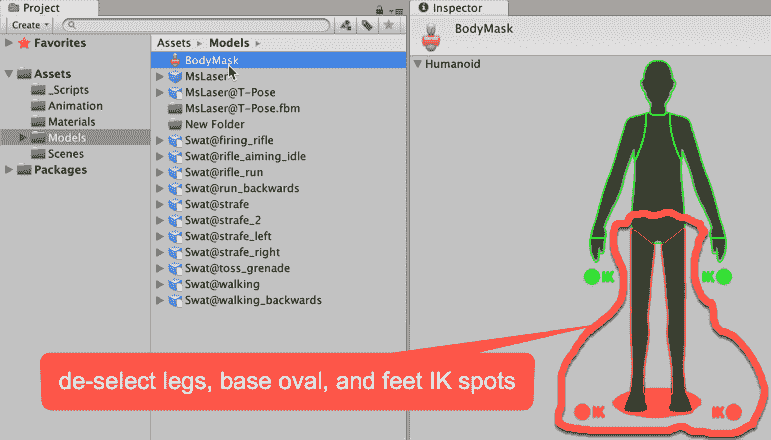 Project
Create
Favorites
Assets
_Scripts
Animation
Materials
Models
Scenes
Packages
Assets ▸ Models ▸
BodyMask
MsLaser
MsLaser@T-Pose
MsLaser@T-Pose.fbm
New Folder
Swat@firing_rifle
Swat@rifle_aiming_idle
Swat@rifle_run
Swat@run_backwards
Swat@strafe
Swat@strafe_2
Swat@strafe_left
Swat@strafe_right
Swat@toss_grenade
Swat@walking
Swat@walking_backwards
Inspector
BodyMask
Humanoid
IK IK
IK IK
de-select legs, base oval, and feet IK spots